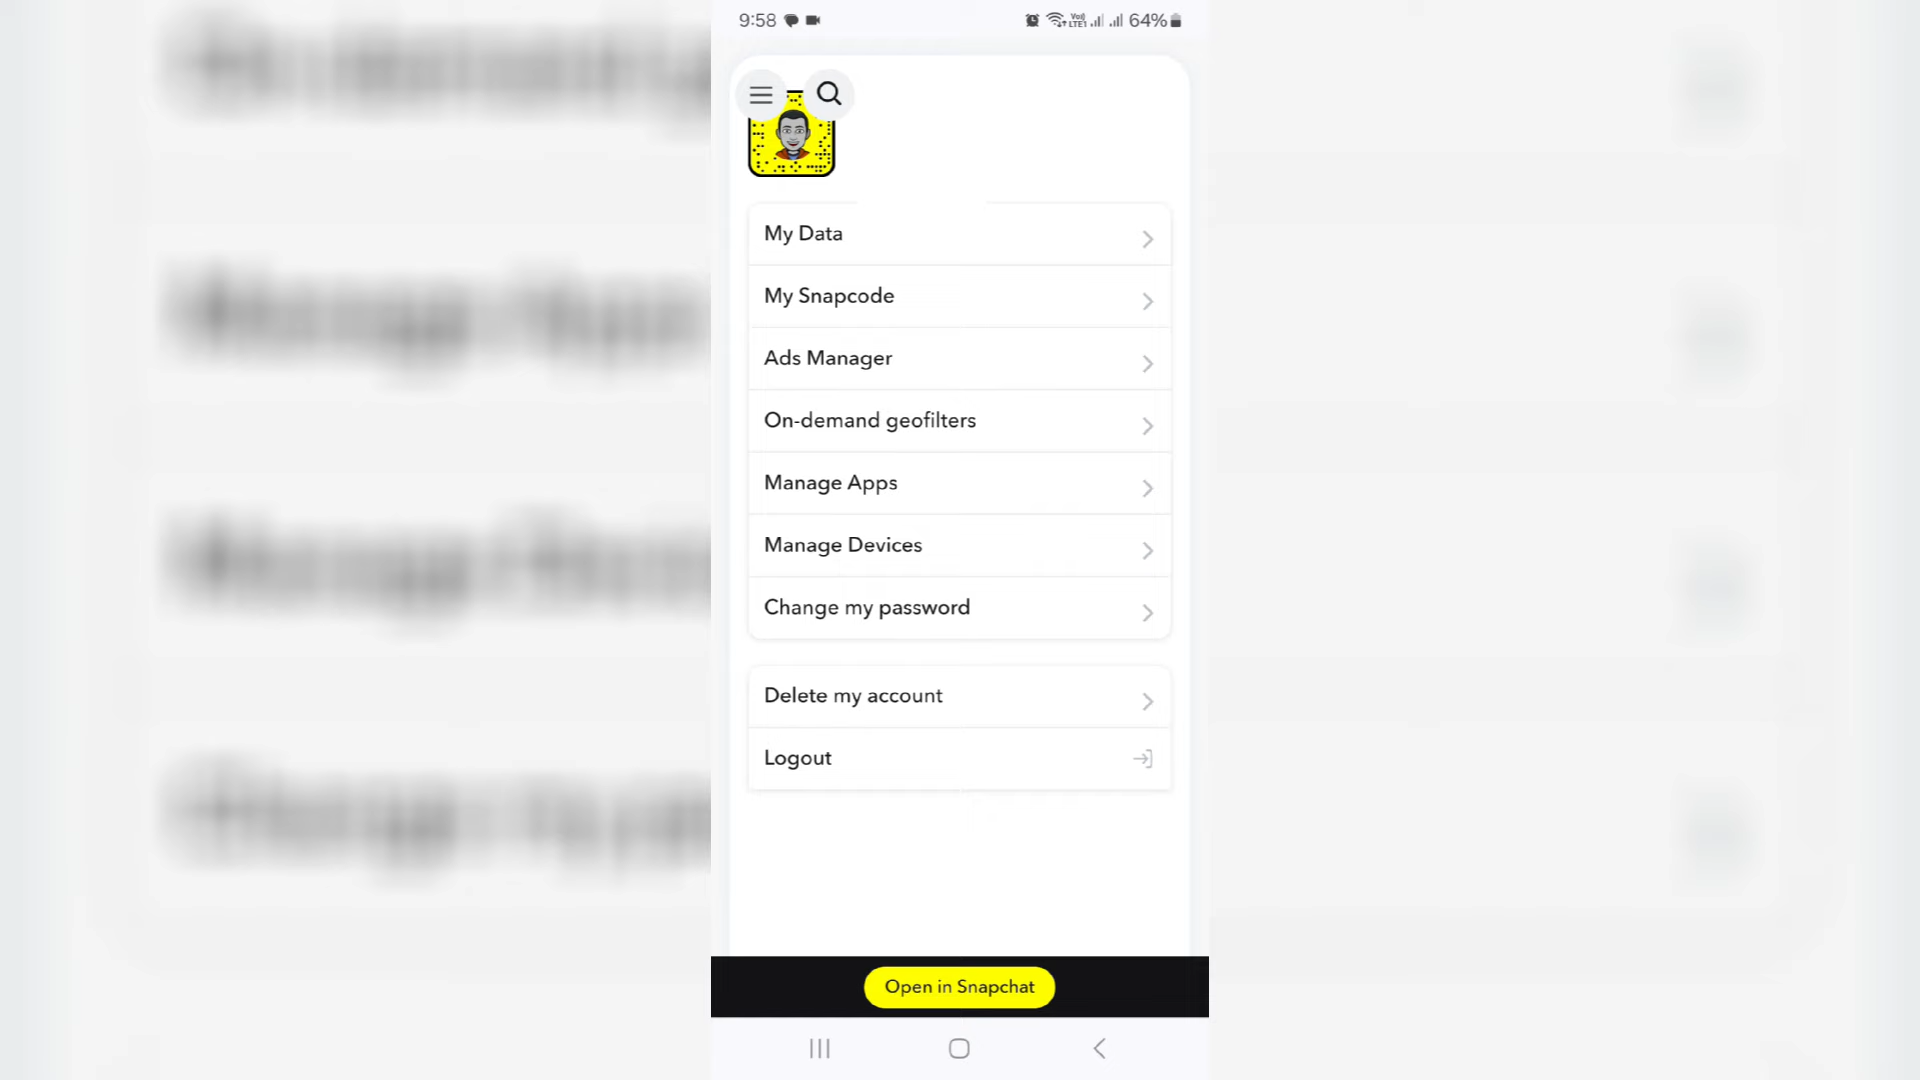 9:58 64%
My Data
My Snapcode
Ads Manager
On-demand geofilters
Manage Apps
Manage Devices
Change my password
Delete my account
Logout
Open in Snapchat